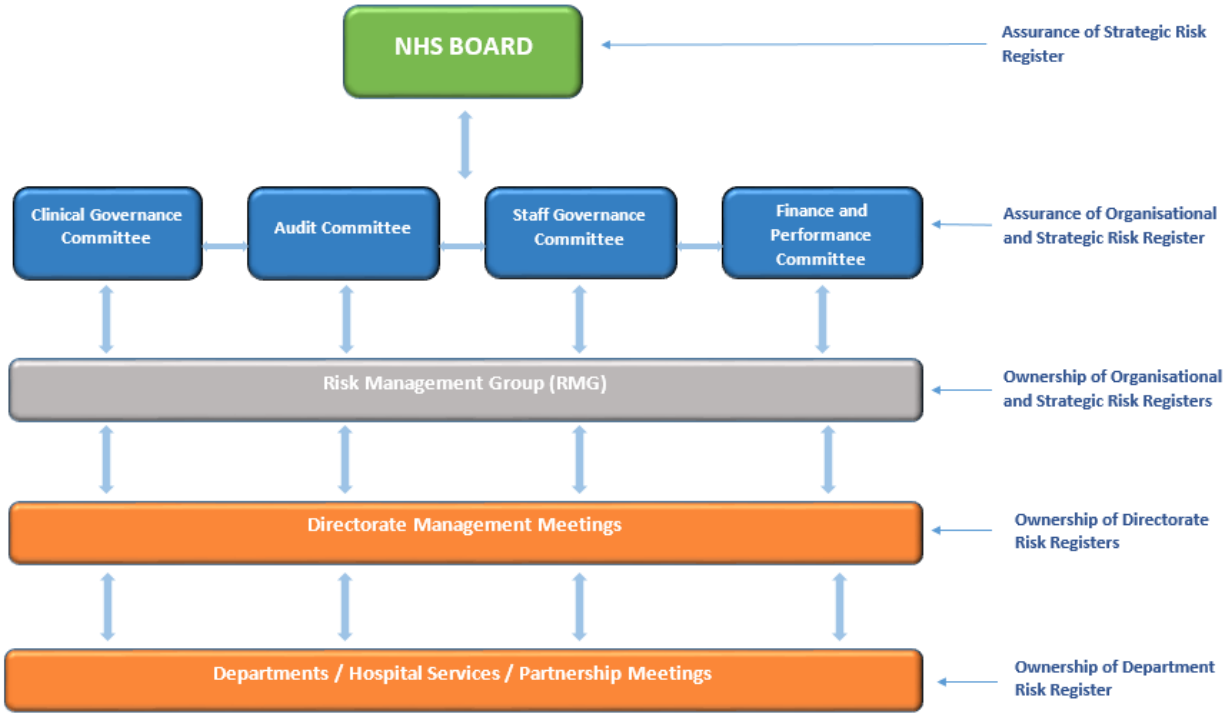 NHS BOARD
Assurance of Strategic Risk
Register
Clinical Governance
Committee
Audit Committee
Staff Governance
Committee
Finance and
Performance
Committee
Assurance of Organisational
and Strategic Risk Register
Risk Management Group (RMG)
Ownership of Organisational
and Strategic Risk Registers
Directorate Management Meetings
Ownership of Directorate
Risk Registers
Departments / Hospital Services / Partnership Meetings
Ownership of Department
Risk Register